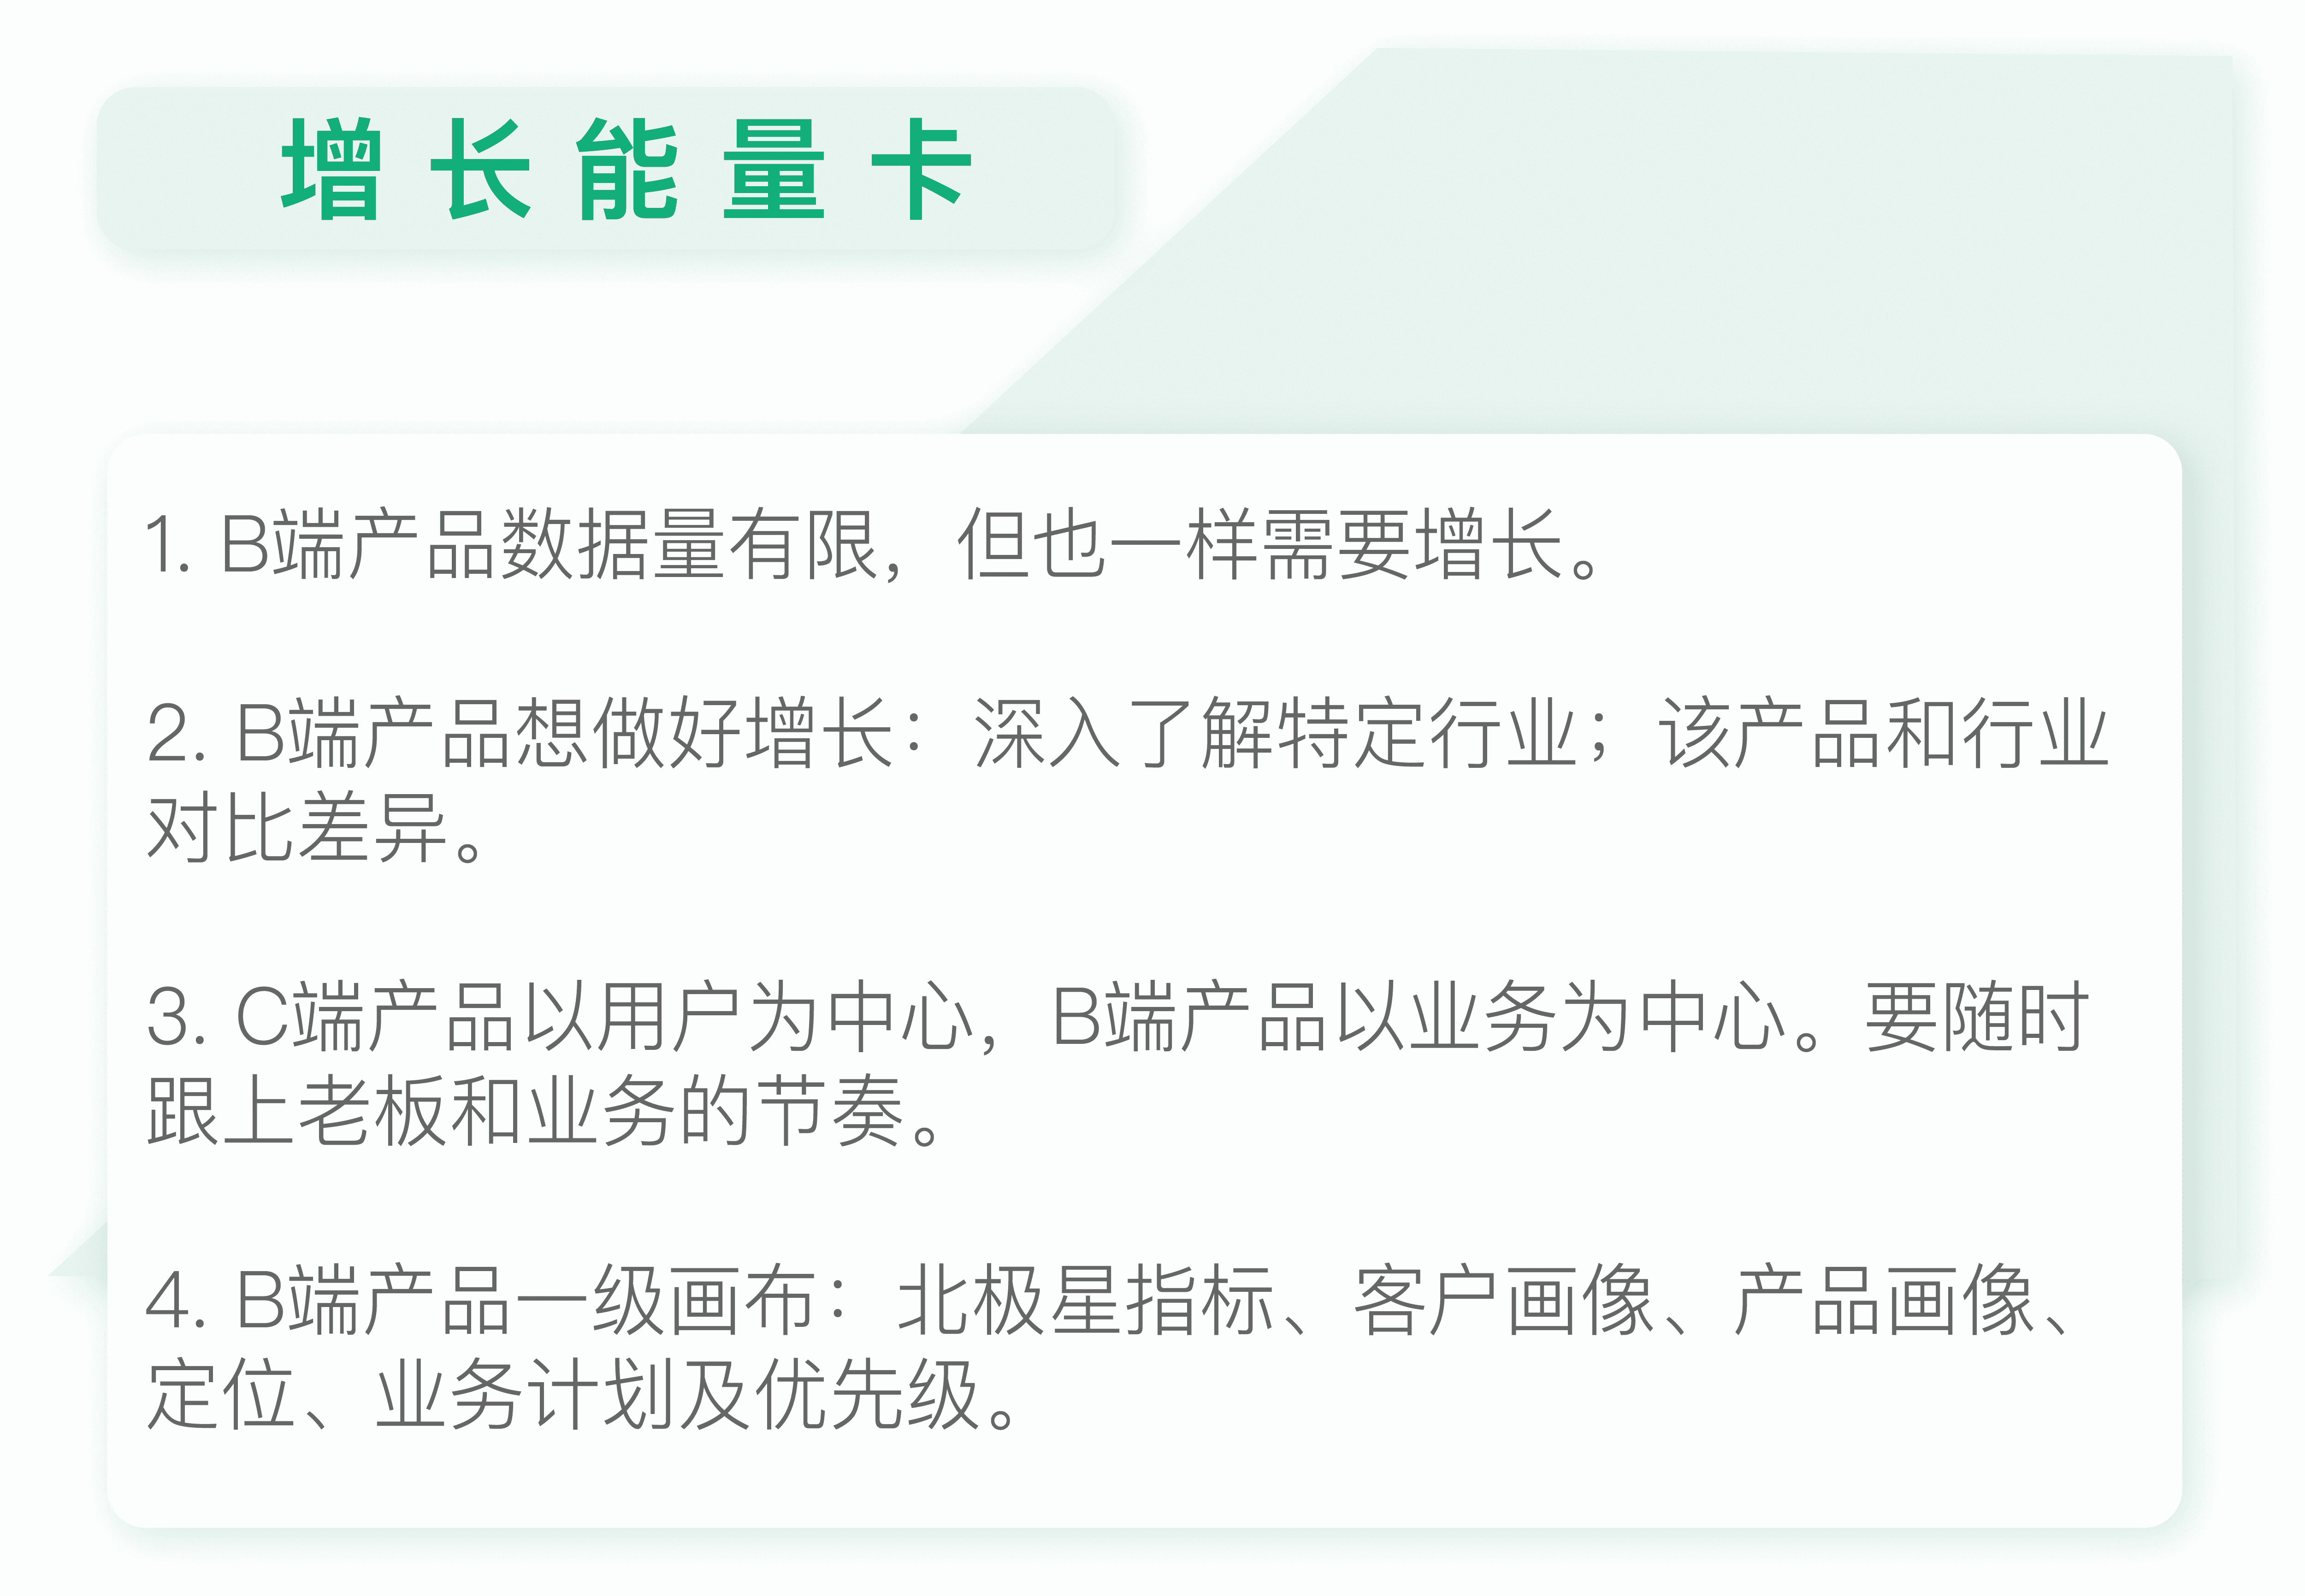 增长能量卡
1. B端产品数据量有限，但也一样需要增长。
2. B端产品想做好增长：深入了解特定行业；该产品和行业
对比差异。
3. C端产品以用户为中心，B端产品以业务为中心。要随时
跟上老板和业务的节奏。
4. B端产品一级画布：北极星指标、客户画像、产品画像、
定位、业务计划及优先级。